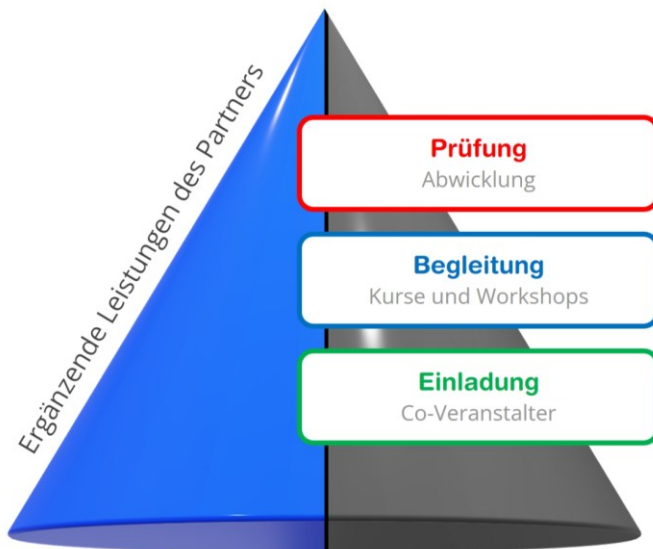 Ergänzende Leistungen des Partners
Prüfung
Abwicklung
Begleitung
Kurse und Workshops
Einladung
Co-Veranstalter